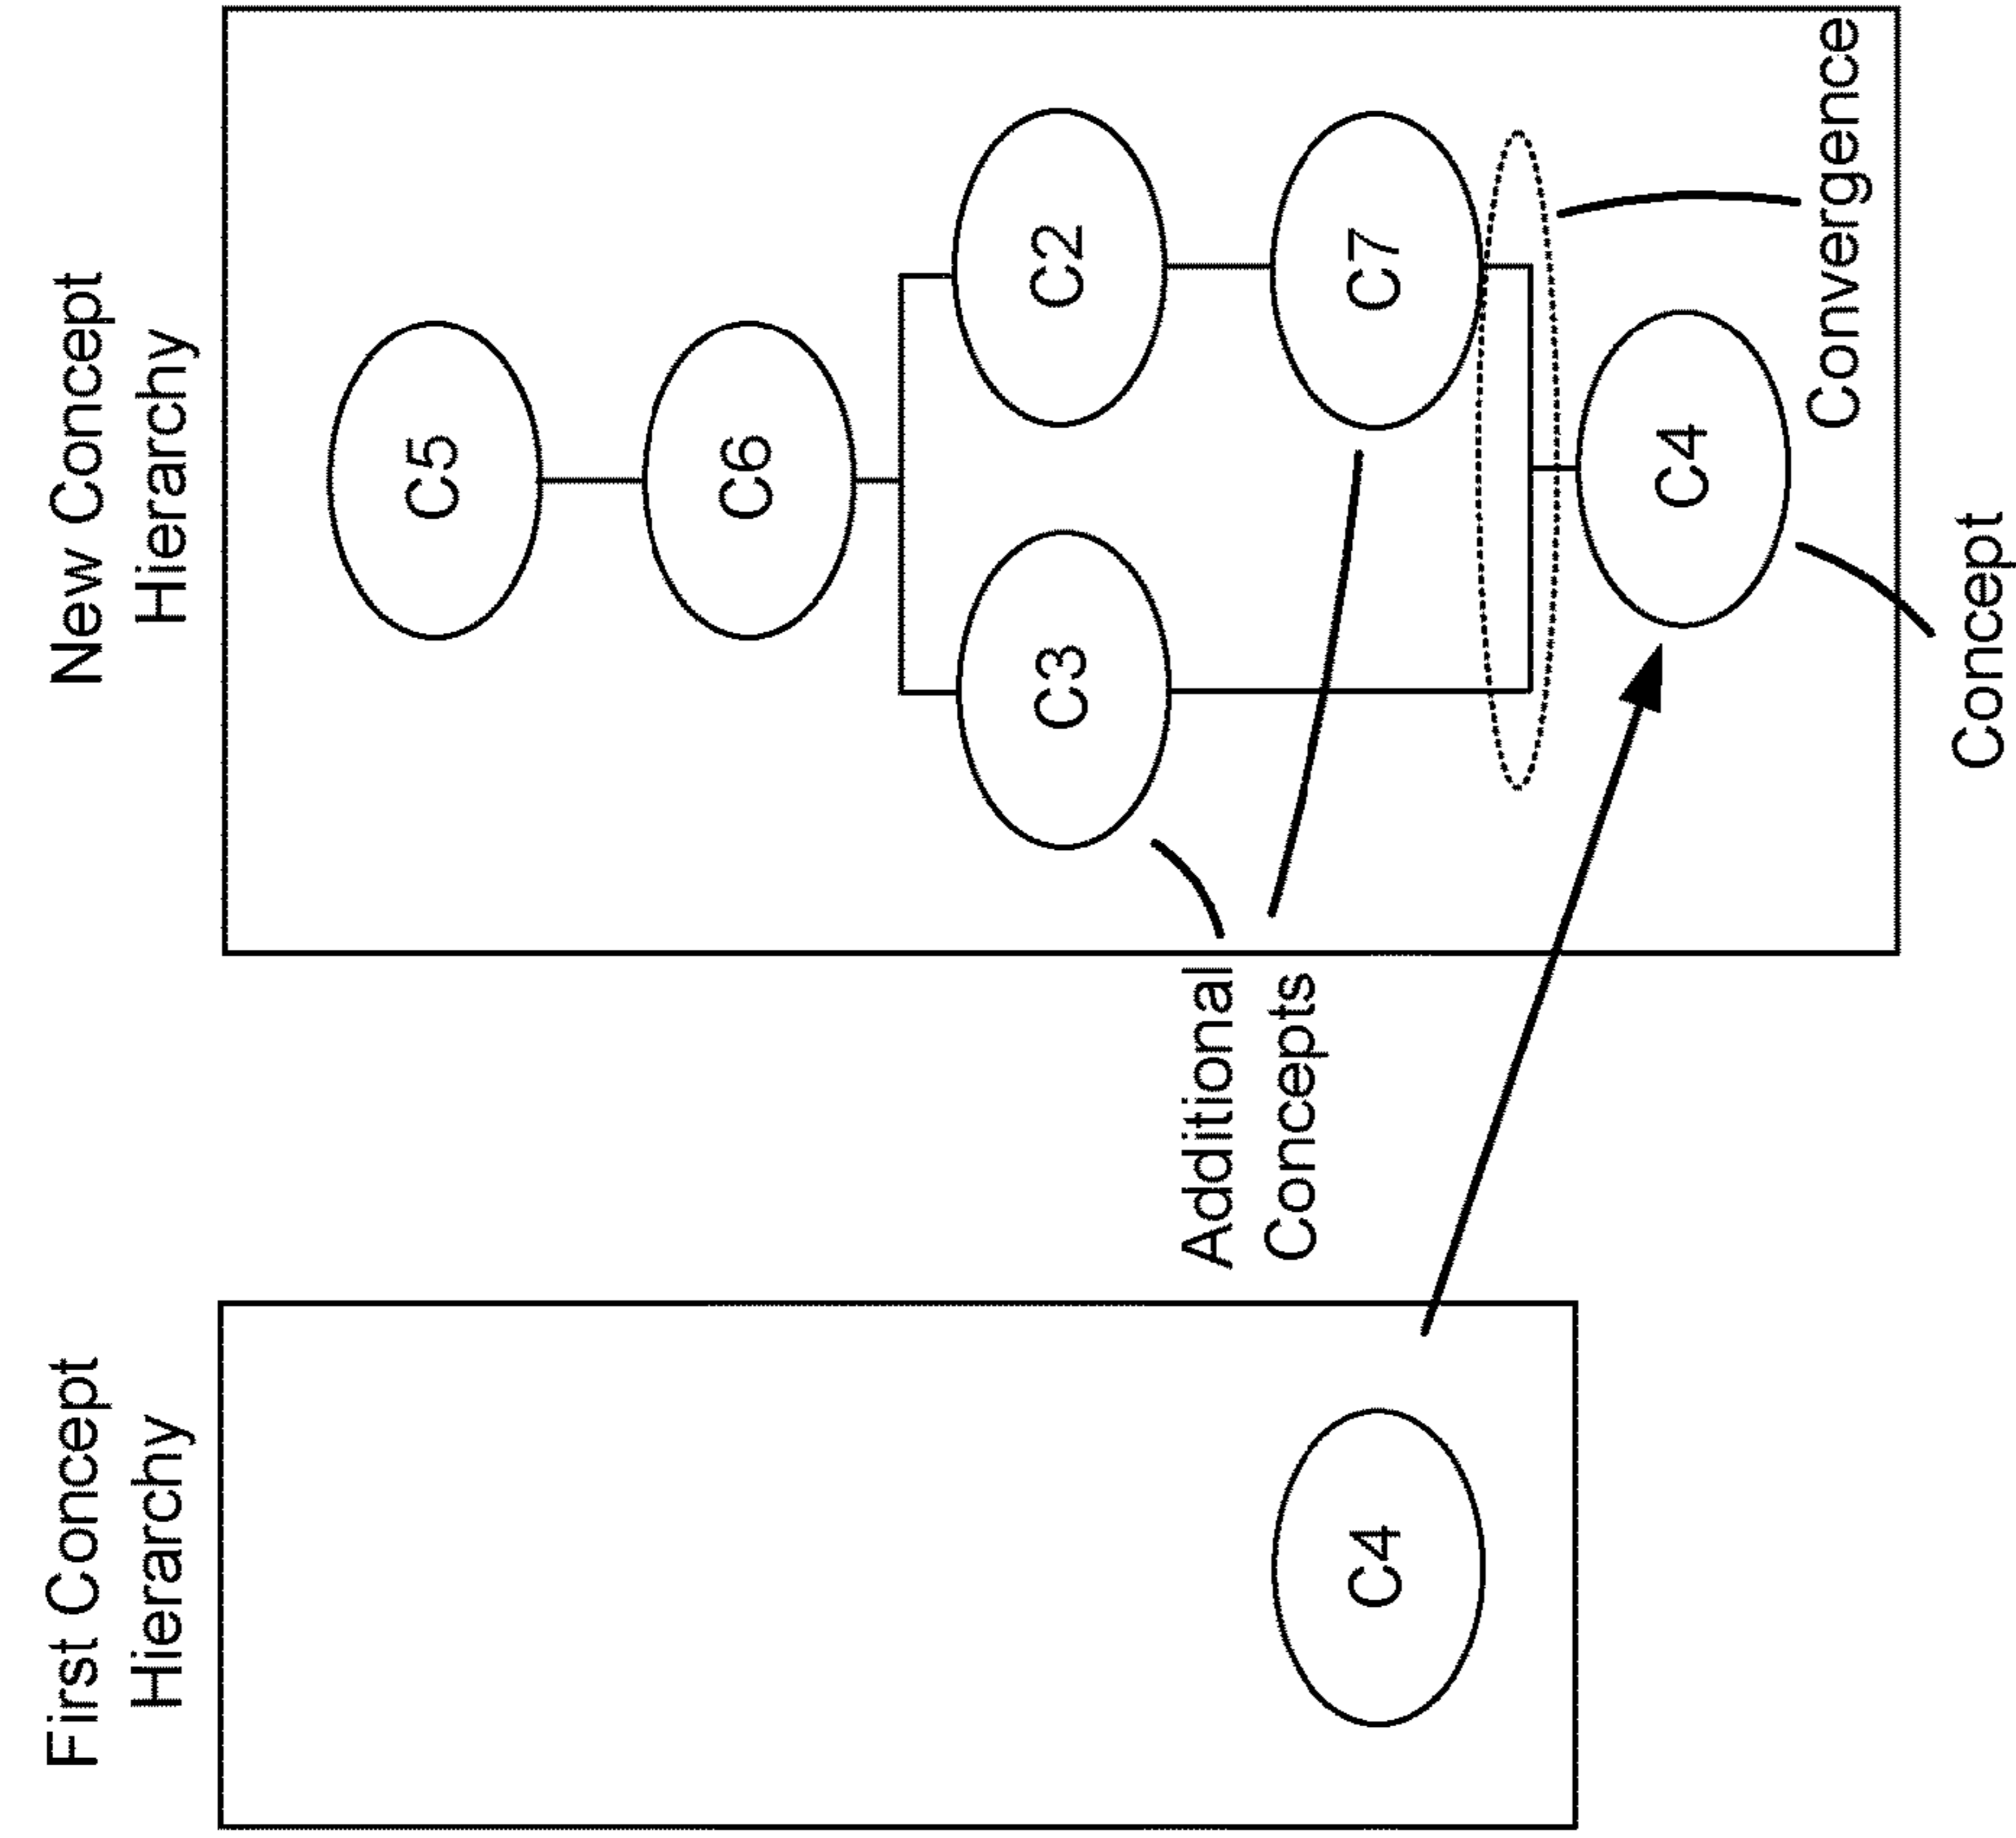 First Concept
Hierarchy
C4
New Concept
Hierarchy
C5
C6
C3
C2
C7
C4
Additional
Concepts
Convergence
Concept